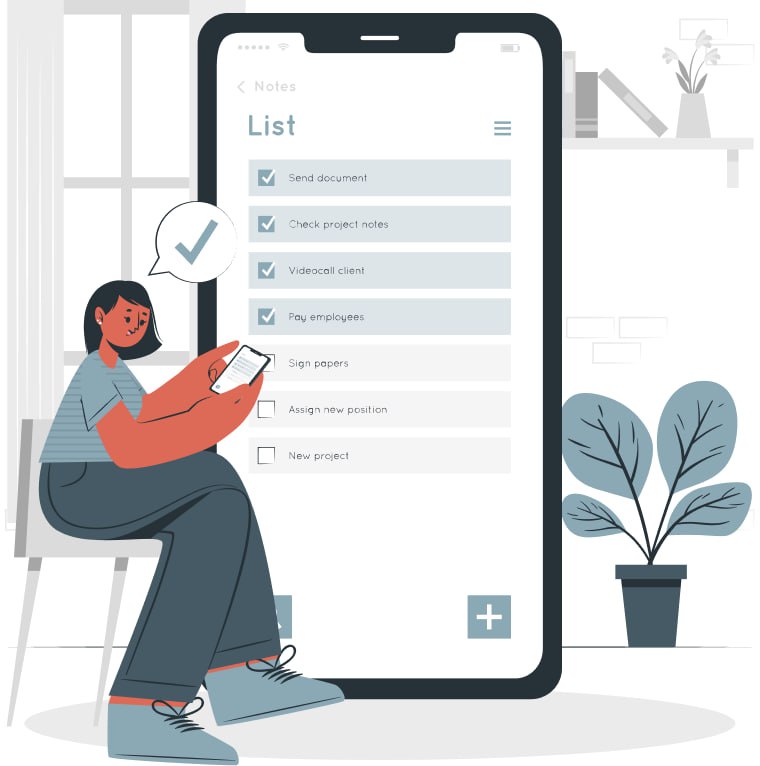 Notes
List
Send document
Check project notes
Videocall client
Pay employees
Sign papers
Assign new position
New project